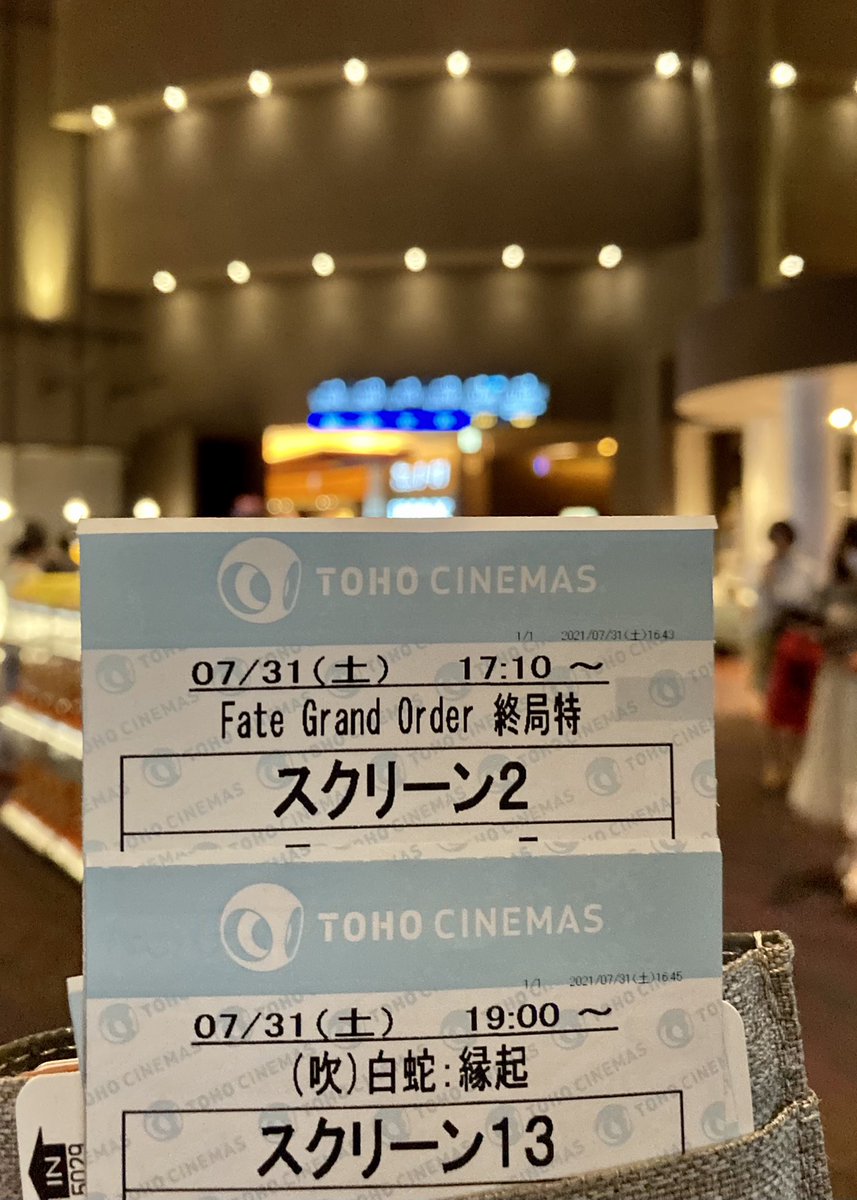 TOHO CINEMAS
1/1 2021/07/31(土)16:43
07/31(土) 17:10 ～
Fate Grand Order 終局特
スクリーン2
TOHO CINEMAS
1/1 2021/07/31(土)16:45
07/31(土) 19:00 ～
(吹)白蛇:縁起
スクリーン13
IN
5029